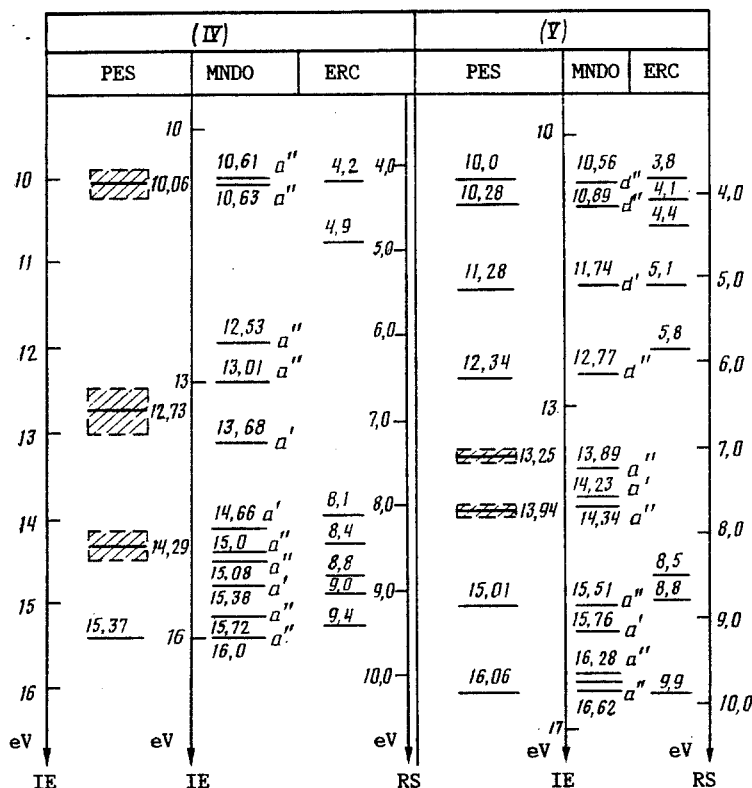 (IV) (V)
PES MNDO ERC PES MNDO ERC
10 10
10,61 a″ 4,2 4,0 10,0 10,56 d″ 3,8
10 10,06 10,63 a″ 10,28 10,89 d″ 4,1 4,0
4,9 4,4
11 5,0 11,28 11,74 d′ 5,1 5,0
12,53 a″ 6,0 5,8
12 13,01 a″ 12,34 12,77 d″ 6,0
13
12,73 13
13 13,68 a′ 7,0 13,25 13,89 a″ 7,0
14,23 a′
14,66 a′ 8,1 8,0 13,94 14,34 a″
14 15,0 a″ 8,4 8,0
14,29 15,08 a″ 8,8 8,5
15 15,38 a′ 9,0 9,0 15,01 15,51 a″ 8,8
15,37 15,72 a″ 9,4 15,76 a′ 9,0
16 16,0 a″ 16,28 a″
16 10,0 16,06 16,62 a″ 9,9 10,0
17
eV eV eV eV
IE IE RS IE RS